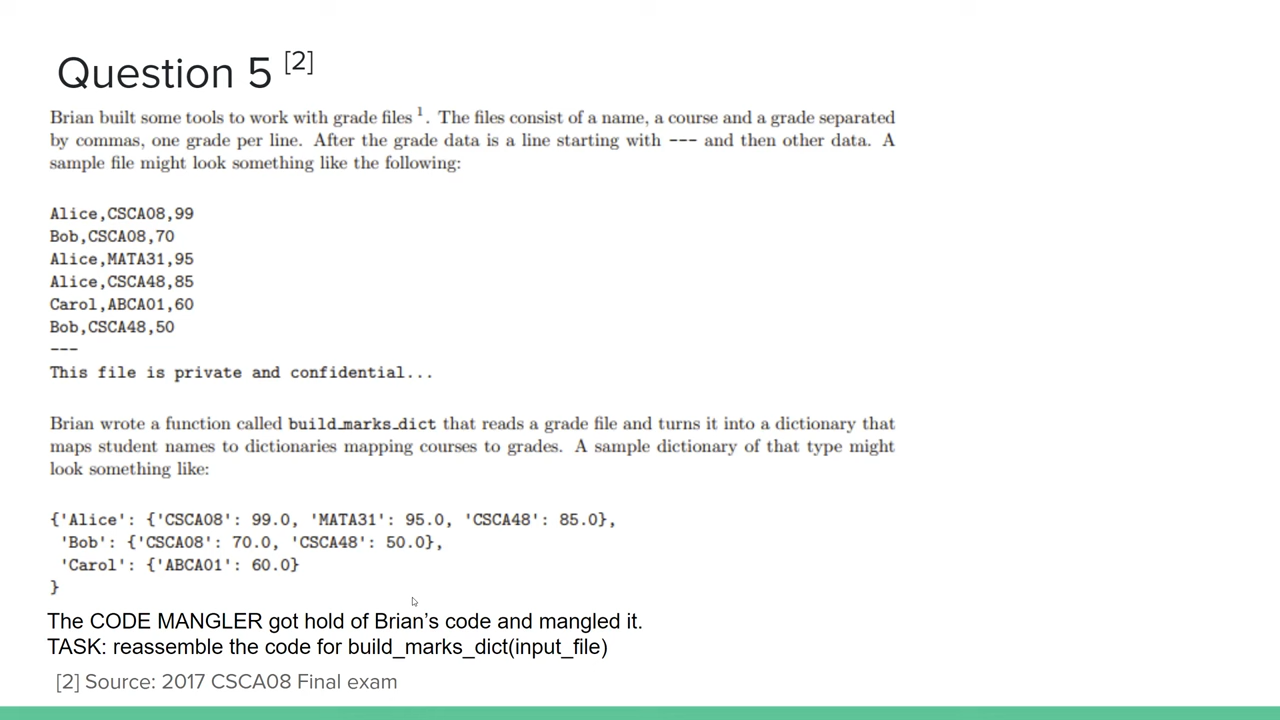 Question 5 [2]
Brian built some tools to work with grade files 1. The files consist of a name, a course and a grade separated
by commas, one grade per line. After the grade data is a line starting with --- and then other data. A
sample file might look something like the following:
Alice,CSCA08,99
Bob,CSCA08,70
Alice,MATA31,95
Alice,CSCA48,85
Carol,ABCA01,60
Bob,CSCA48,50
---
This file is private and confidential...
Brian wrote a function called build_marks_dict that reads a grade file and turns it into a dictionary that
maps student names to dictionaries mapping courses to grades. A sample dictionary of that type might
look something like:
{'Alice': {'CSCA08': 99.0, 'MATA31': 95.0, 'CSCA48': 85.0},
'Bob': {'CSCA08': 70.0, 'CSCA48': 50.0},
'Carol': {'ABCA01': 60.0}
}
The CODE MANGLER got hold of Brian’s code and mangled it.
TASK: reassemble the code for build_marks_dict(input_file)
[2] Source: 2017 CSCA08 Final exam